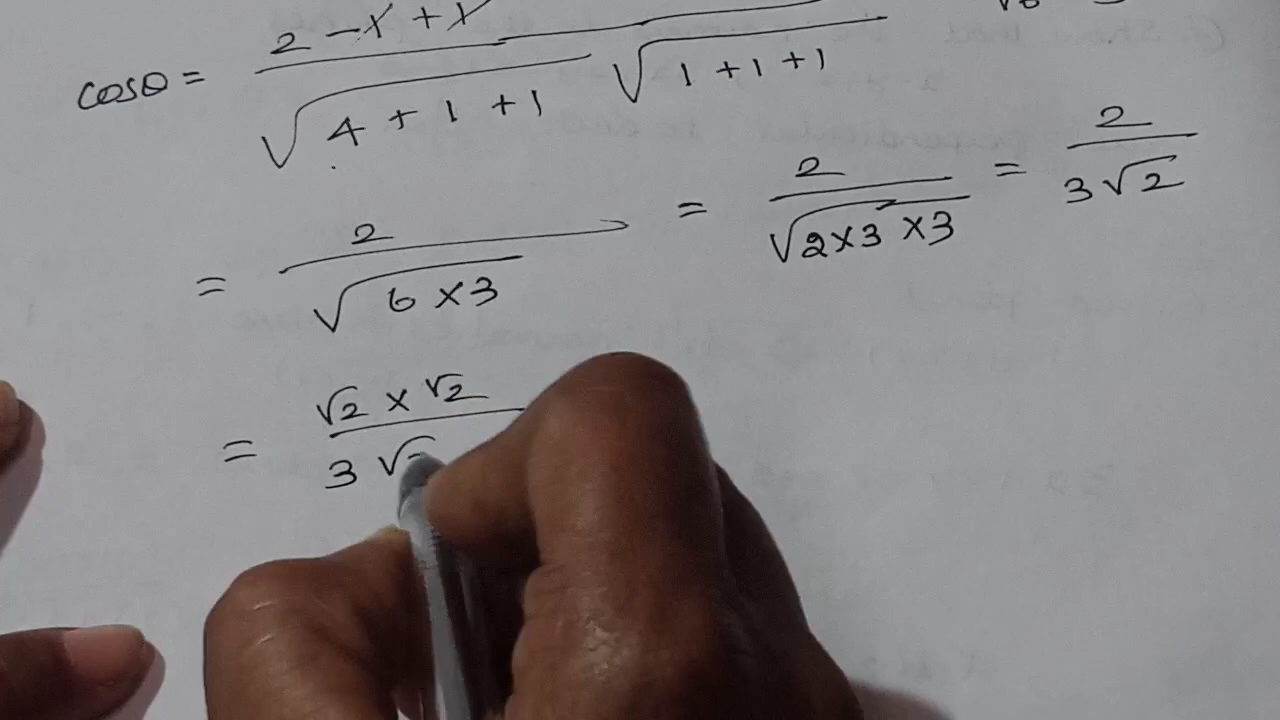 cosθ = (2 - 1 + 1) / (√(4 + 1 + 1) √(1 + 1 + 1))
= 2 / √(6 × 3) = 2 / √(2×3×3) = 2 / (3√2)
= (√2 × √2) / 3√